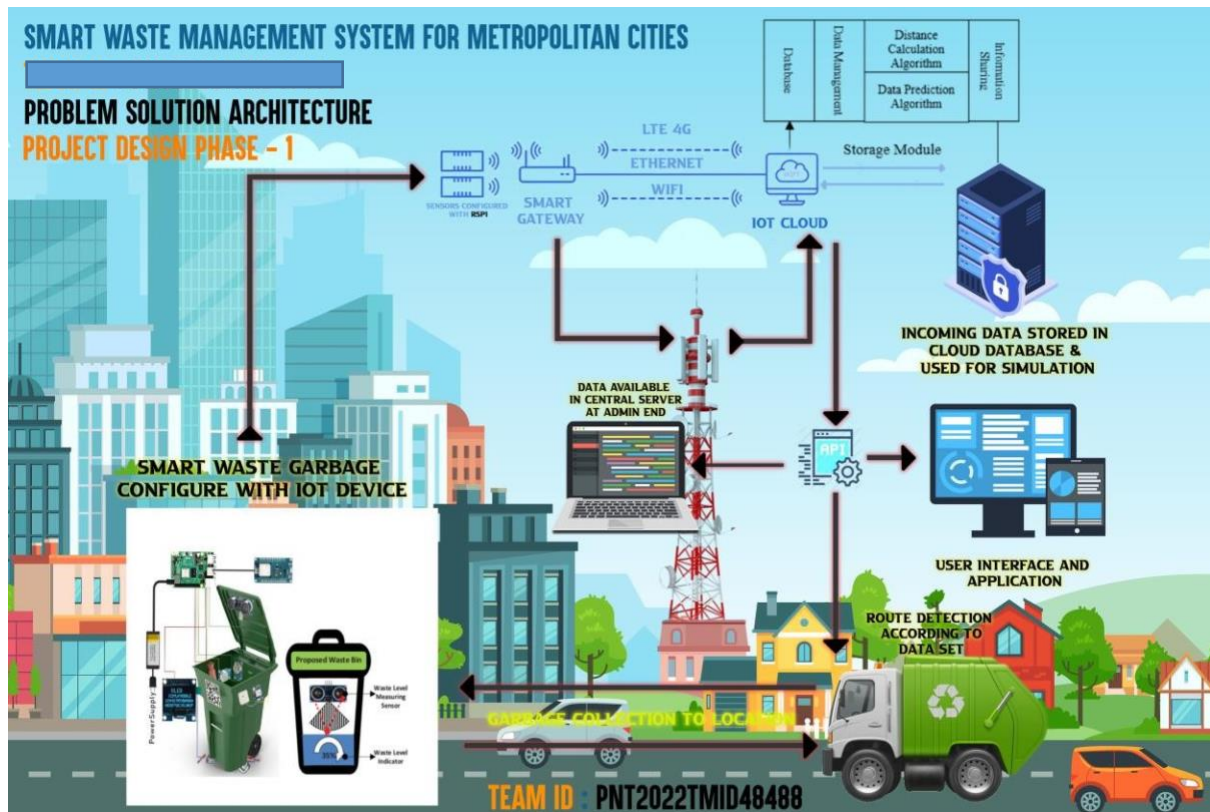 SMART WASTE MANAGEMENT SYSTEM FOR METROPOLITAN CITIES
PROBLEM SOLUTION ARCHITECTURE
PROJECT DESIGN PHASE - 1
Database
Data Management
Distance
Calculation
Algorithm
Data Prediction
Algorithm
Information
Sharing
LTE 4G
ETHERNET
WIFI
Storage Module
SENSORS CONFIGURED
WITH RSPI
SMART
GATEWAY
IOT CLOUD
INCOMING DATA STORED IN
CLOUD DATABASE &
USED FOR SIMULATION
DATA AVAILABLE
IN CENTRAL SERVER
AT ADMIN END
API
SMART WASTE GARBAGE
CONFIGURE WITH IOT DEVICE
USER INTERFACE AND
APPLICATION
ROUTE DETECTION
ACCORDING TO
DATA SET
PowerSupply
Proposed Waste Bin
Waste Level
Measuring
Sensor
35%
Waste Level
Indicator
GARBAGE COLLECTION TO LOCATION
TEAM ID : PNT2022TMID48488